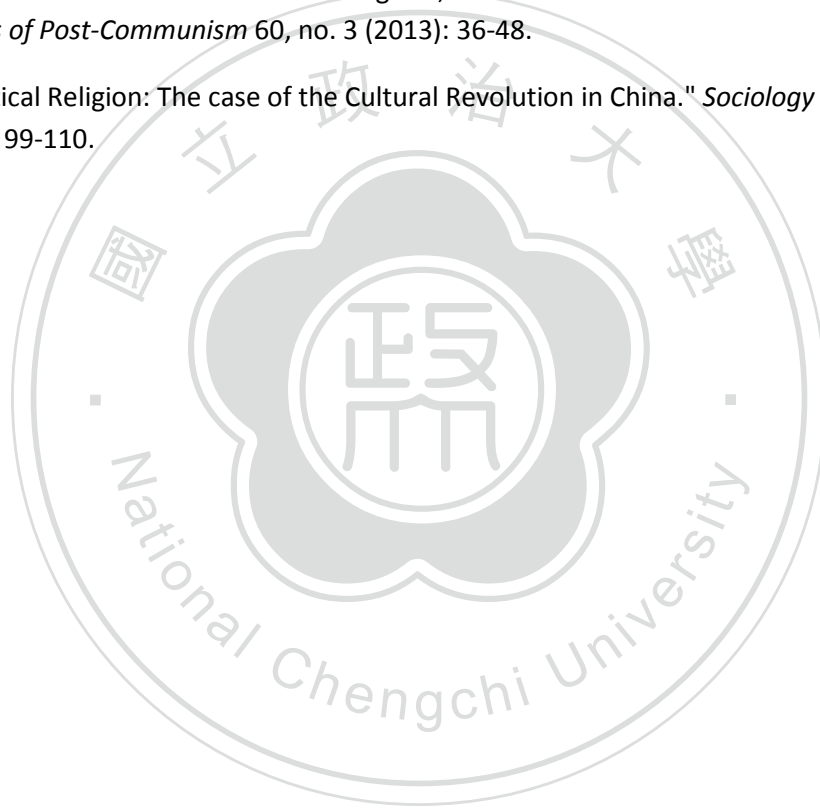 s of Post-Communism 60, no. 3 (2013): 36-48.
tical Religion: The case of the Cultural Revolution in China." Sociology
99-110.
國立政治大學
政
National Chengchi University